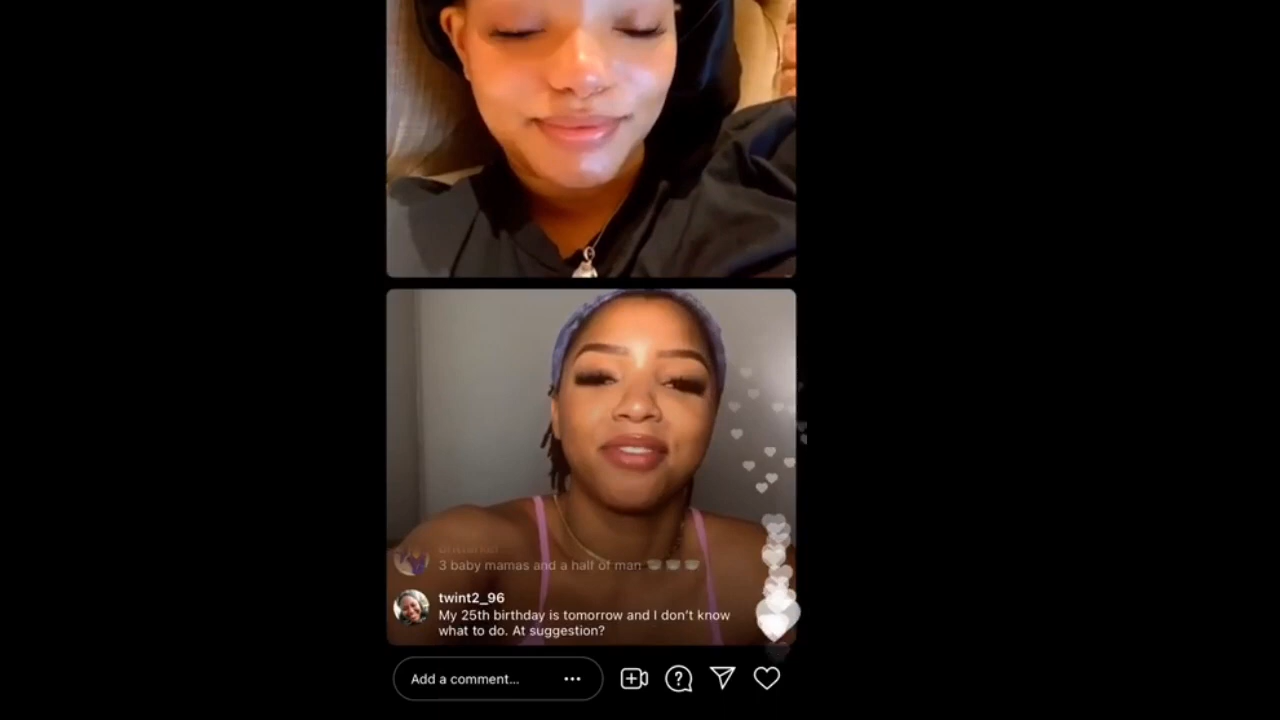 3 baby mamas and a half of man
twint2_96
My 25th birthday is tomorrow and I don't know
what to do. At suggestion?
Add a comment...